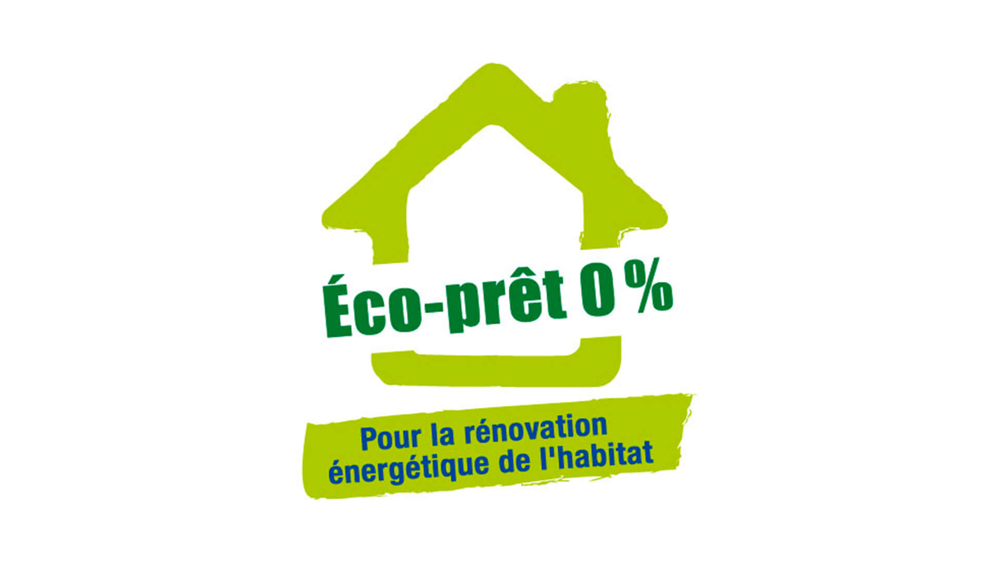 Éco-prêt 0 %
Pour la rénovation
énergétique de l'habitat